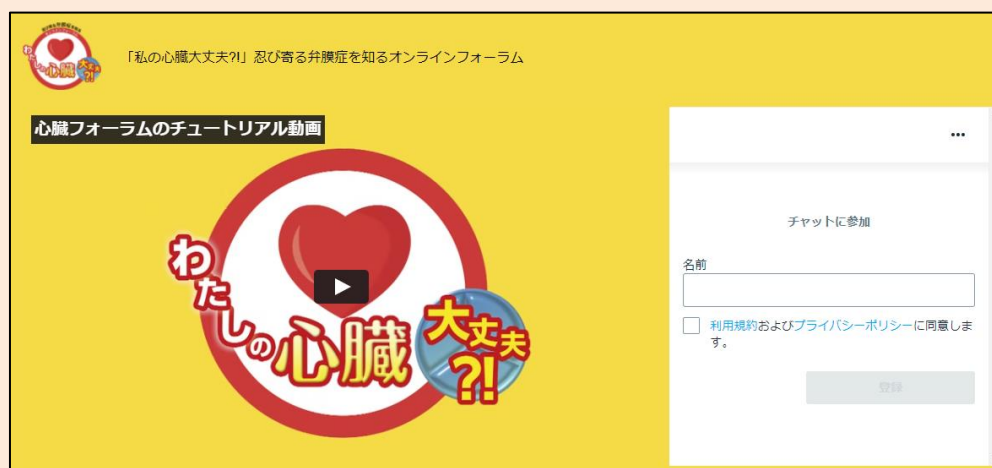 わたしの心臓大丈夫?!
「私の心臓大丈夫?!」忍び寄る弁膜症を知るオンラインフォーラム
心臓フォーラムのチュートリアル動画
わたしの心臓大丈夫?!
チャットに参加
名前
利用規約およびプライバシーポリシーに同意しま
す。
登録